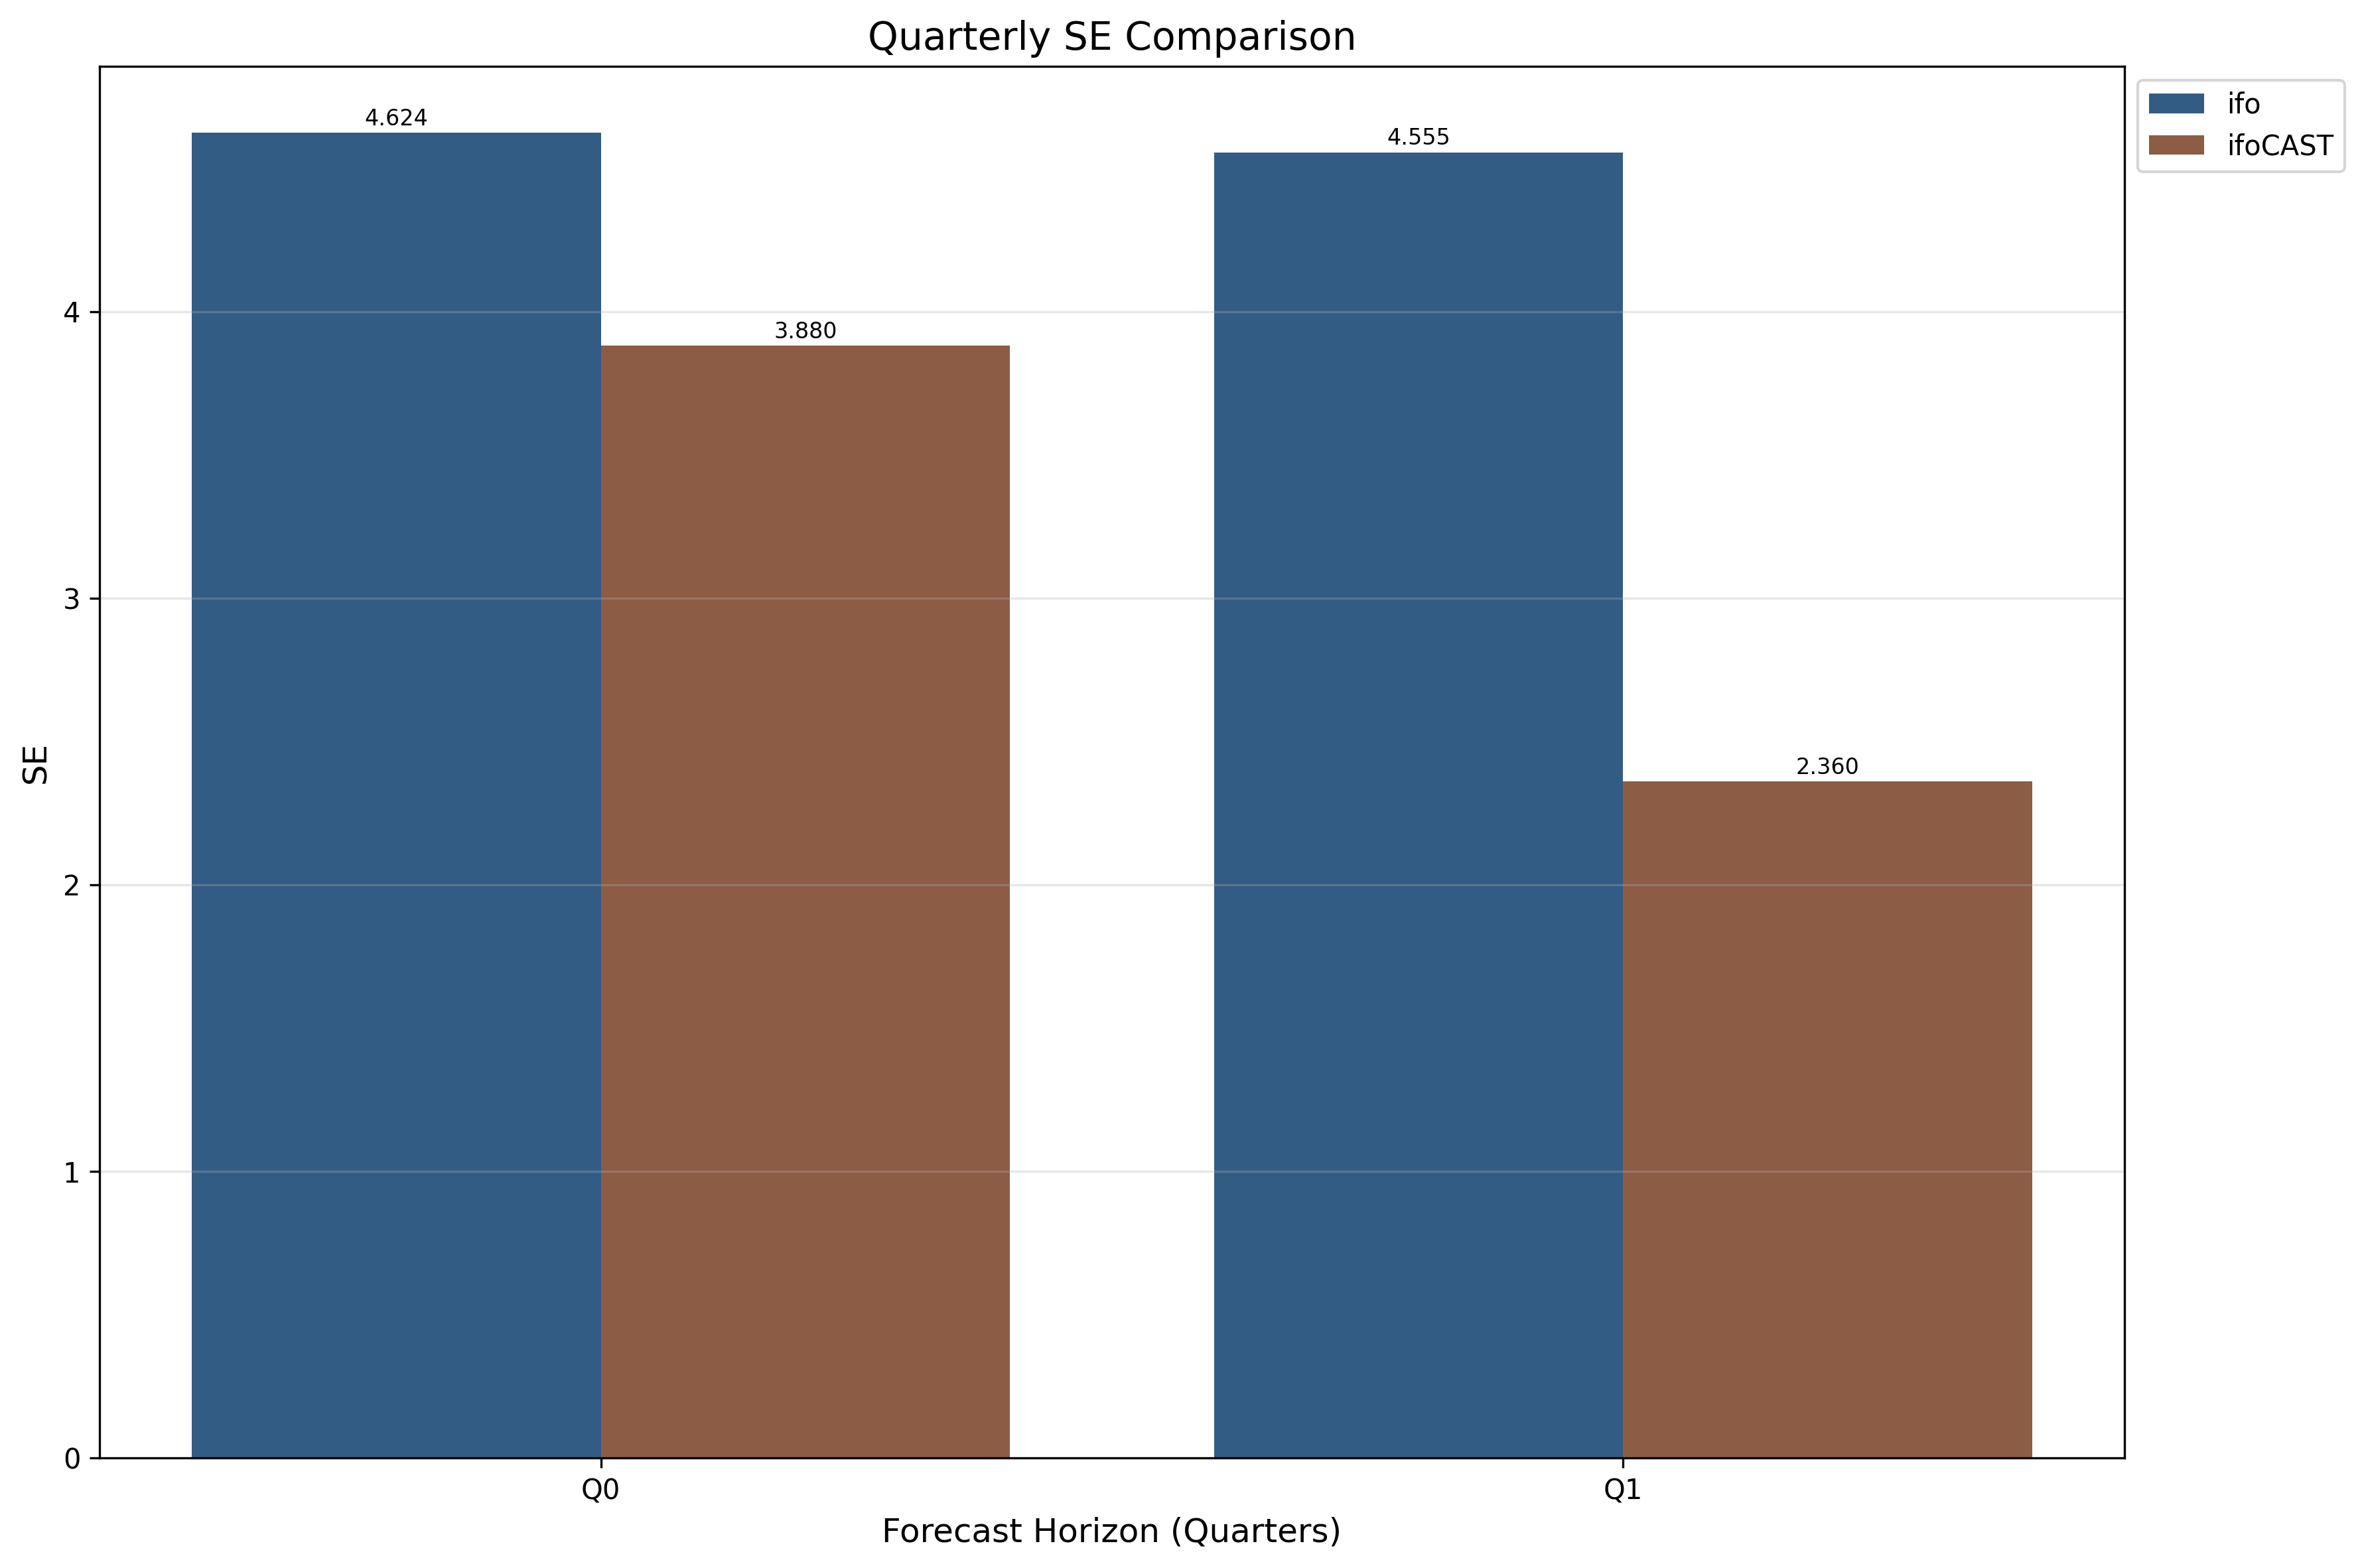 Quarterly SE Comparison
ifo
ifoCAST
4.624
4.555
3.880
2.360
4
3
2
1
0
SE
Q0
Q1
Forecast Horizon (Quarters)